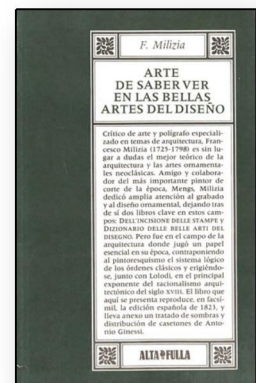 F. Milizia
ARTE
DE SABER VER
EN LAS BELLAS
ARTES DEL DISEÑO
Crítico de arte y polígrafo especiali-
zado en temas de arquitectura, Fran-
cesco Milizia (1725-1798) es sin lu-
gar a dudas el mejor teórico de la
arquitectura y las artes ornamenta-
les neoclásicas. Amigo y colabora-
dor del más importante pintor de
corte de la época, Mengs, Milizia
dedicó amplia atención al grabado
y al diseño ornamental, dejando tras
de sí dos libros clave en estos cam-
pos: DELL'INCISIONE DELLE STAMPE y
DIZIONARIO DELLE BELLE ARTI DEL
DISEGNO. Pero fue en el campo de la
arquitectura donde jugó un papel
esencial en su época, contraponiendo
al pintoresquismo el sistema lógico
de los órdenes clásicos y erigiéndo-
se, junto con Lodoli, en el principal
exponente del racionalismo arqui-
tectónico del siglo XVIII. El libro que
aquí se presenta reproduce, en facsí-
mil, la edición española de 1823, y
lleva anexo un tratado de sombras y
distribución de casetones de Anto-
nio Ginessi.
ALTA FULLA